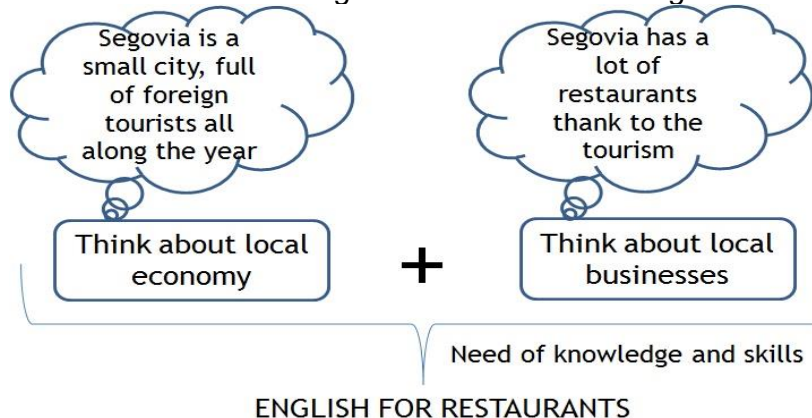 Segovia is a
small city, full
of foreign
tourists all
along the year
Segovia has a
lot of
restaurants
thank to the
tourism
Think about local
economy
+
Think about local
businesses
Need of knowledge and skills
ENGLISH FOR RESTAURANTS